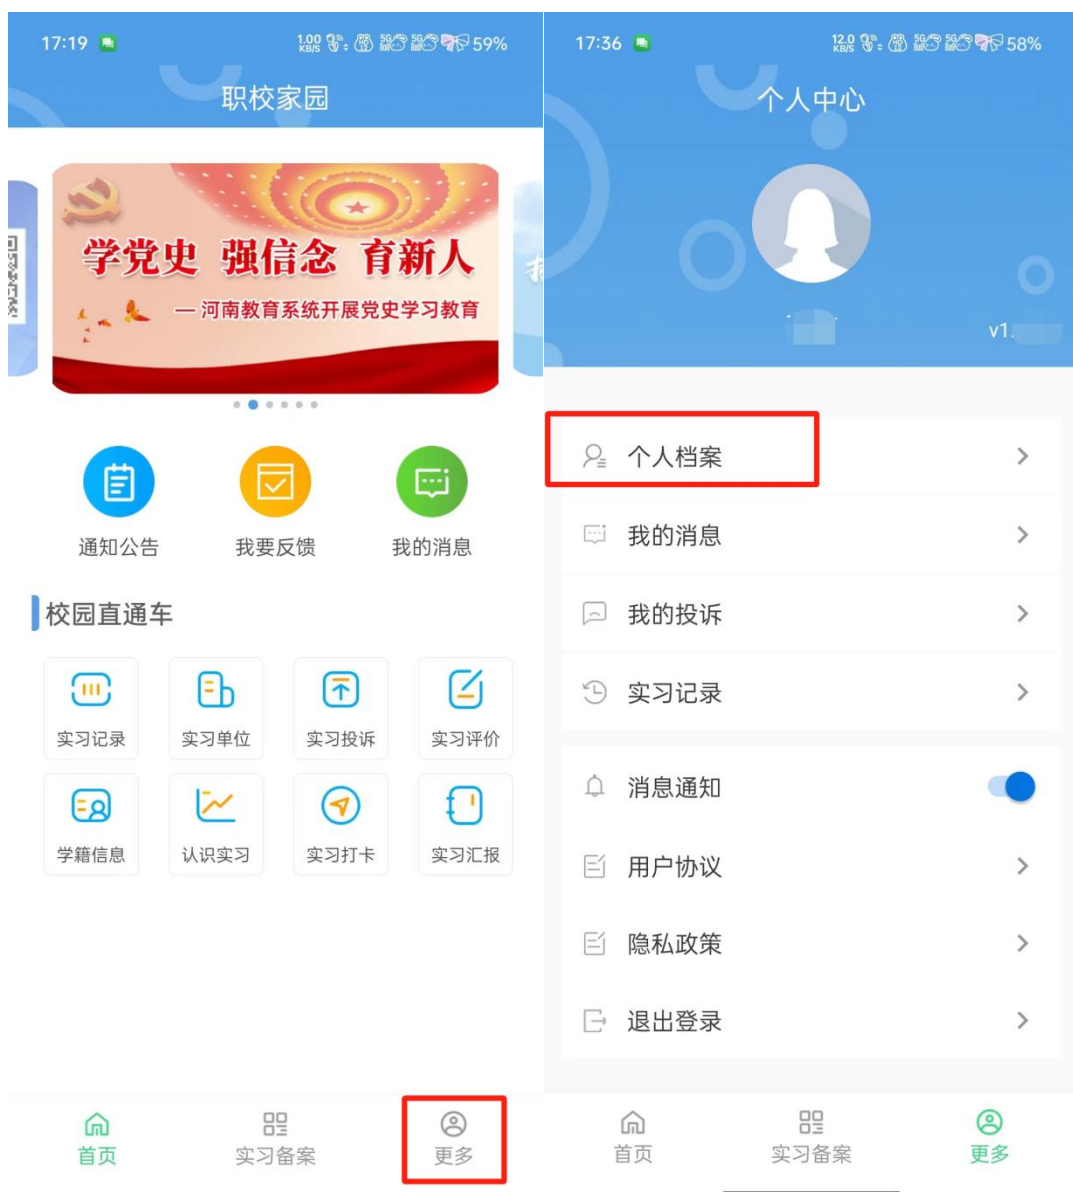 17:19
1.00 KB/S
59%
职校家园
学党史 强信念 育新人
—河南教育系统开展党史学习教育
通知公告
我要反馈
我的消息
校园直通车
实习记录
实习单位
实习投诉
实习评价
学籍信息
认识实习
实习打卡
实习汇报
首页
实习备案
更多
17:36
12.0 KB/S
58%
个人中心
v1.
个人档案
我的消息
我的投诉
实习记录
消息通知
用户协议
隐私政策
退出登录
首页
实习备案
更多